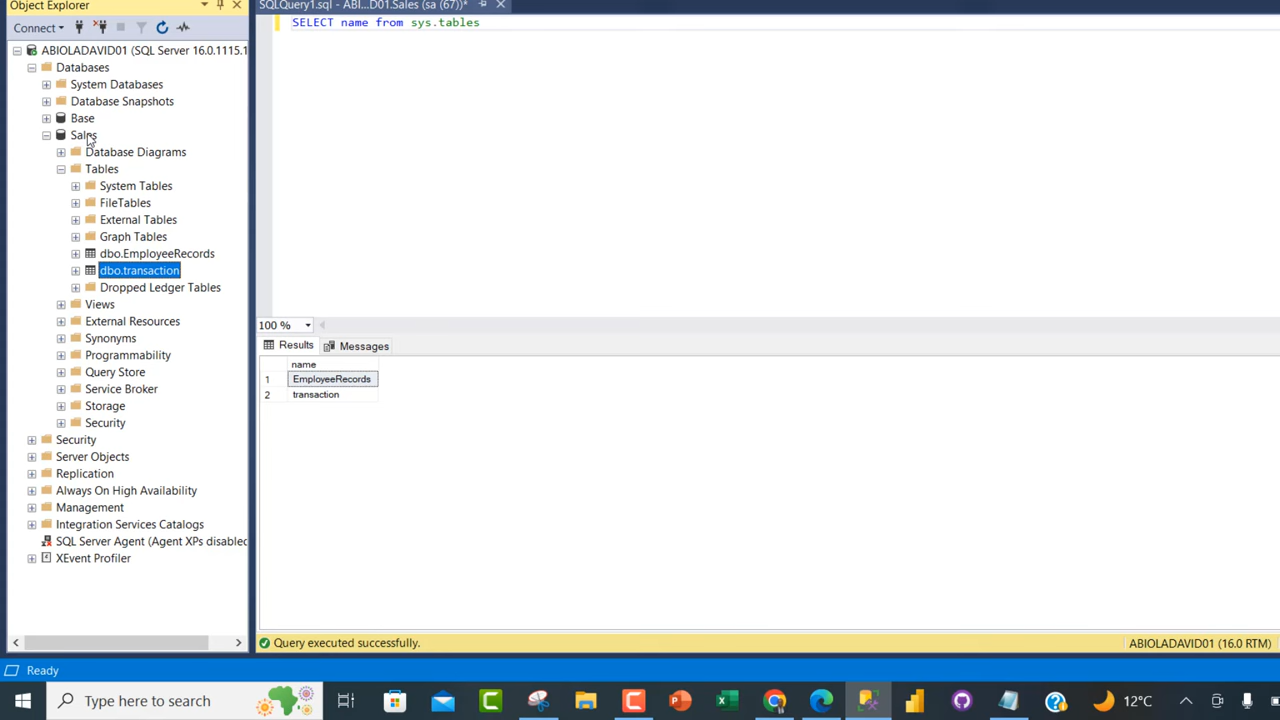 Object Explorer
SQLQuery1.sql - ABI...D01.Sales (sa (67))*
Connect
SELECT name from sys.tables
ABIOLADAVID01 (SQL Server 16.0.1115.1
Databases
System Databases
Database Snapshots
Base
Sales
Database Diagrams
Tables
System Tables
FileTables
External Tables
Graph Tables
dbo.EmployeeRecords
dbo.transaction
Dropped Ledger Tables
Views
External Resources
Synonyms
Programmability
Query Store
Service Broker
Storage
Security
Security
Server Objects
Replication
Always On High Availability
Management
Integration Services Catalogs
SQL Server Agent (Agent XPs disabled
XEvent Profiler
100 %
Results
Messages
name
1 EmployeeRecords
2 transaction
Query executed successfully.
ABIOLADAVID01 (16.0 RTM)
Ready
Type here to search
12°C